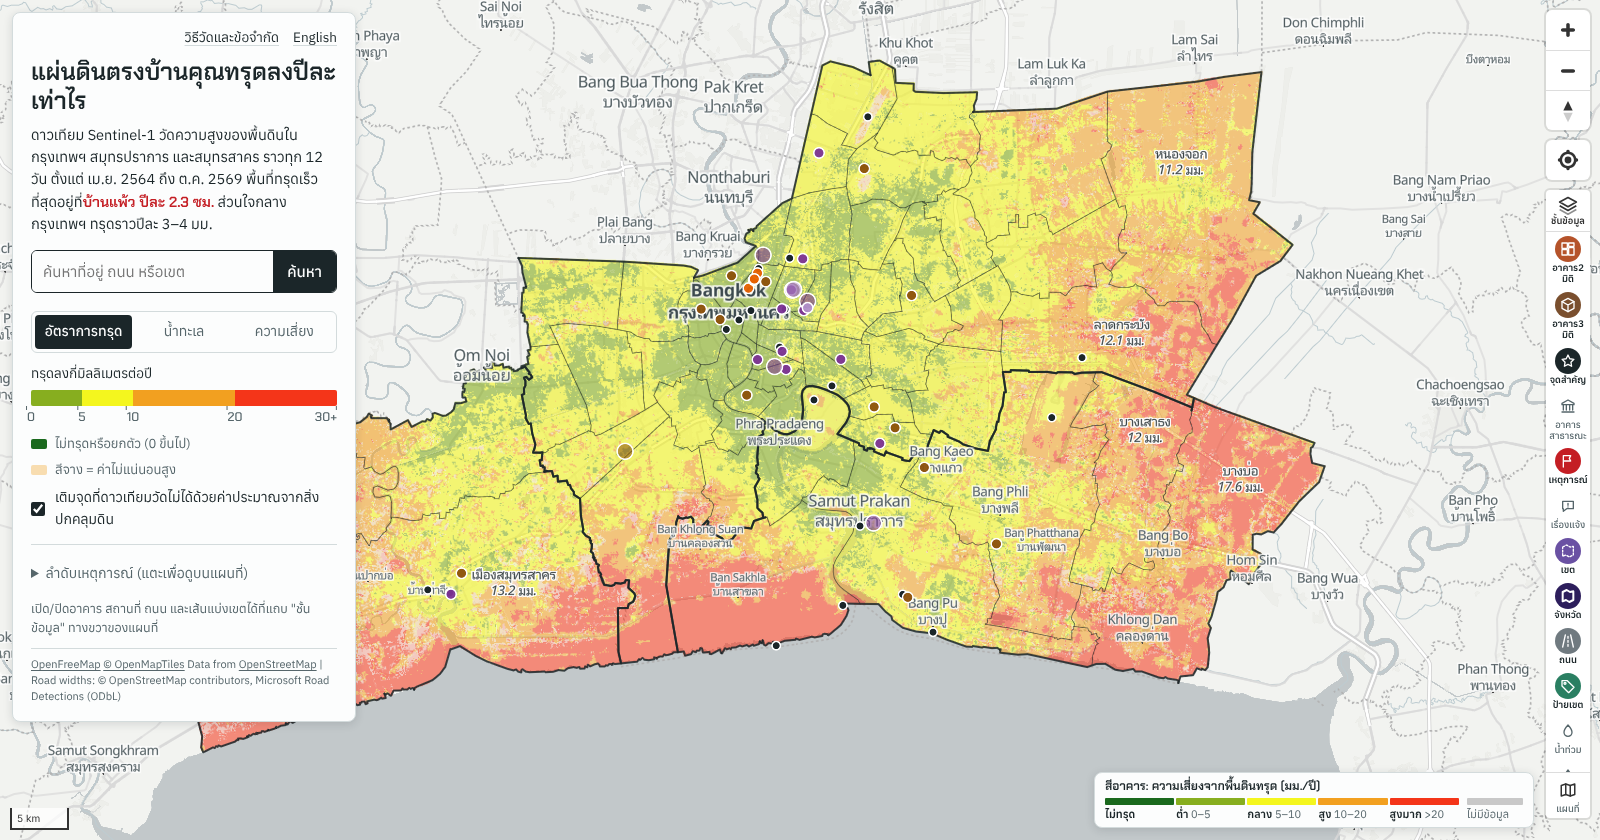 วิธีวัดและข้อจำกัด English
แผ่นดินตรงบ้านคุณทรุดลงปีละ
เท่าไร
ดาวเทียม Sentinel-1 วัดความสูงของพื้นดินใน
กรุงเทพฯ สมุทรปราการ และสมุทรสาคร ราวทุก 12
วัน ตั้งแต่ เม.ย. 2564 ถึง ต.ค. 2569 พื้นที่ทรุดเร็ว
ที่สุดอยู่ที่บ้านแพ้ว ปีละ 2.3 ซม. ส่วนใจกลาง
กรุงเทพฯ ทรุดราวปีละ 3–4 มม.
ค้นหาที่อยู่ ถนน หรือเขต
ค้นหา
อัตราการทรุด
น้ำทะเล
ความเสี่ยง
ทรุดลงกี่มิลลิเมตรต่อปี
0 5 10 20 30+
ไม่ทรุดหรือยกตัว (0 ขึ้นไป)
สีจาง = ค่าไม่แน่นอนสูง
เติมจุดที่ดาวเทียมวัดไม่ได้ด้วยค่าประมาณจากสิ่ง
ปกคลุมดิน
▶ ลำดับเหตุการณ์ (แตะเพื่อดูบนแผนที่)
เปิด/ปิดอาคาร สถานที่ ถนน และเส้นแบ่งเขตได้ที่แถบ "ชั้น
ข้อมูล" ทางขวาของแผนที่
OpenFreeMap © OpenMapTiles Data from OpenStreetMap |
Road widths: © OpenStreetMap contributors, Microsoft Road
Detections (ODbL)
Sai Noi
ไทรน้อย
รังสิต
Khu Khot
คูคต
Don Chimphli
ดอนฉิมพลี
Lam Sai
ลำไทร
บึงตาหอม
Lam Luk Ka
ลำลูกกา
Bang Bua Thong
บางบัวทอง
Pak Kret
ปากเกร็ด
หนองจอก
11.2 มม.
Nonthaburi
นนทบุรี
Bang Nam Priao
บางน้ำเปรี้ยว
Plai Bang
ปลายบาง
Bang Kruai
บางกรวย
Bang Sai
บางสาย
Nakhon Nueang Khet
นครเนื่องเขต
Bangkok
กรุงเทพมหานคร
ลาดกระบัง
12.1 มม.
Om Noi
อ้อมน้อย
Chachoengsao
ฉะเชิงเทรา
Phra Pradaeng
พระประแดง
บางเสาธง
12 มม.
Bang Kaeo
บางแก้ว
บางบ่อ
17.6 มม.
Samut Prakan
สมุทรปราการ
Bang Phli
บางพลี
Ban Pho
บ้านโพธิ์
Ban Khlong Suan
บ้านคลองสวน
Ban Phatthana
บ้านพัฒนา
Bang Bo
บางบ่อ
Hom Sin
หอมศีล
Bang Wua
บางวัว
เมืองสมุทรสาคร
13.2 มม.
Ban Sakhla
บ้านสาขลา
Bang Pu
บางปู
Khlong Dan
คลองด่าน
Phan Thong
พานทอง
Samut Songkhram
สมุทรสงคราม
5 km
ชั้นข้อมูล
อาคาร2
มิติ
อาคาร3
มิติ
จุดสำคัญ
อาคาร
สาธารณะ
เหตุการณ์
เรื่องแจ้ง
เขต
จังหวัด
ถนน
ป้ายเขต
น้ำท่วม
แผนที่
สีอาคาร: ความเสี่ยงจากพื้นดินทรุด (มม./ปี)
ไม่ทรุด ต่ำ 0–5 กลาง 5–10 สูง 10–20 สูงมาก >20 ไม่มีข้อมูล